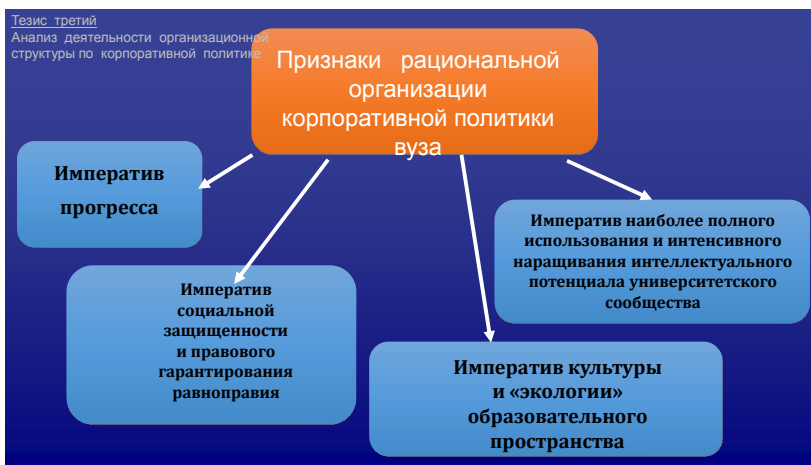 Тезис третий
Анализ деятельности организационной
структуры по корпоративной политике
Признаки рациональной
организации
корпоративной политики
вуза
Императив
прогресса
Императив
социальной
защищенности
и правового
гарантирования
равноправия
Императив культуры
и «экологии»
образовательного
пространства
Императив наиболее полного
использования и интенсивного
наращивания интеллектуального
потенциала университетского
сообщества